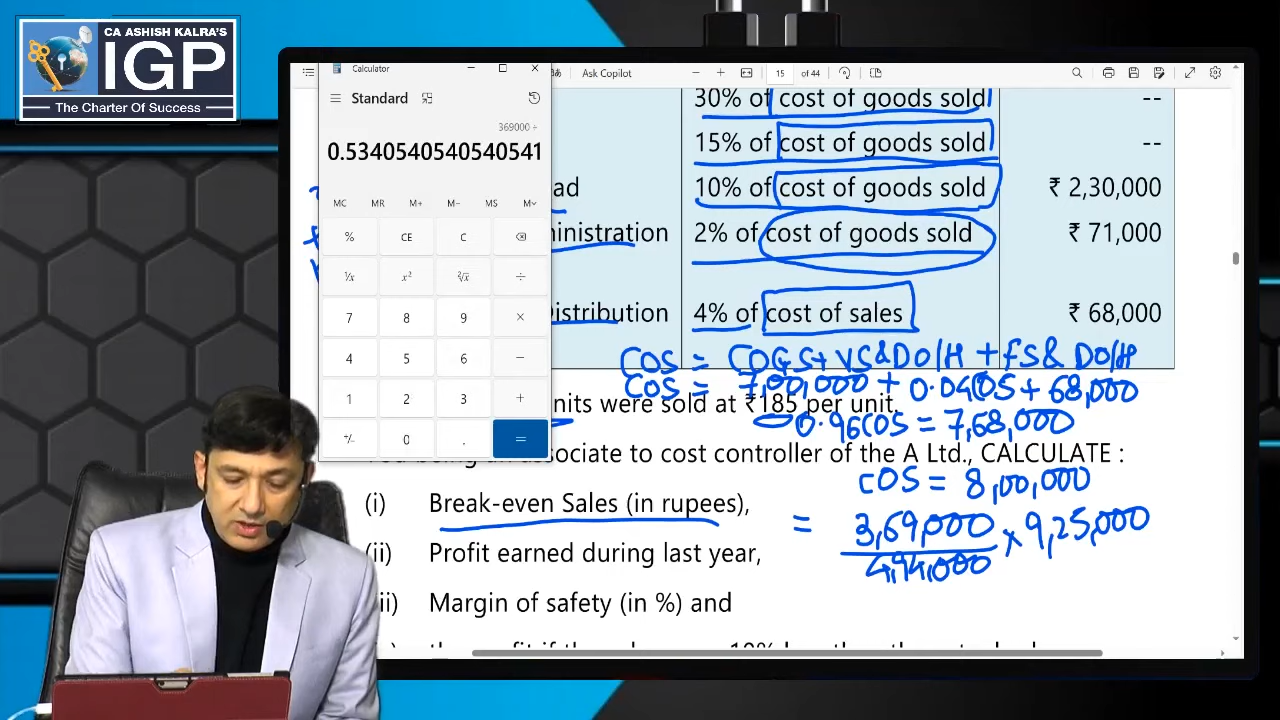 CA ASHISH KALRA'S
IGP
The Charter Of Success
Calculator
Standard
369000 ÷
0.5340540540540541
MC MR M+ M− MS M˅
% CE C
¹/x x² ²√x ÷
7 8 9 ×
4 5 6 −
1 2 3 +
+/− 0 . =
Ask Copilot
15 of 44
30% of cost of goods sold --
15% of cost of goods sold --
ad 10% of cost of goods sold ₹ 2,30,000
ministration 2% of cost of goods sold ₹ 71,000
istribution 4% of cost of sales ₹ 68,000
COS = COGS + VS&DO/H + FS& DO/H
COS = 7,00,000 + 0.04COS + 68,000
nits were sold at ₹185 per unit.
0.96COS = 7,68,000
an associate to cost controller of the A Ltd., CALCULATE :
COS = 8,00,000
(i) Break-even Sales (in rupees),
= 3,69,000 / 4,94,000 × 9,25,000
(ii) Profit earned during last year,
ii) Margin of safety (in %) and